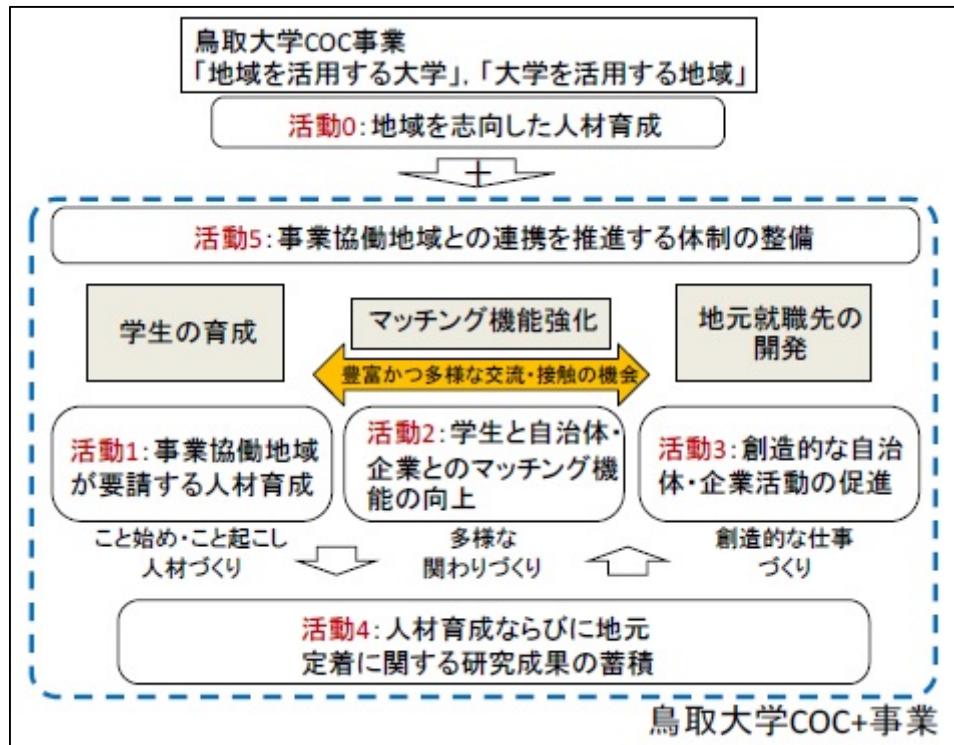 鳥取大学COC事業
「地域を活用する大学」，「大学を活用する地域」
活動0：地域を志向した人材育成
＋
活動5：事業協働地域との連携を推進する体制の整備
学生の育成
マッチング機能強化
地元就職先の
開発
豊富かつ多様な交流・接触の機会
活動1：事業協働地域
が要請する人材育成
活動2：学生と自治体・
企業とのマッチング機
能の向上
活動3：創造的な自治
体・企業活動の促進
こと始め・こと起こし
人材づくり
多様な
関わりづくり
創造的な仕事
づくり
活動4：人材育成ならびに地元
定着に関する研究成果の蓄積
鳥取大学COC+事業